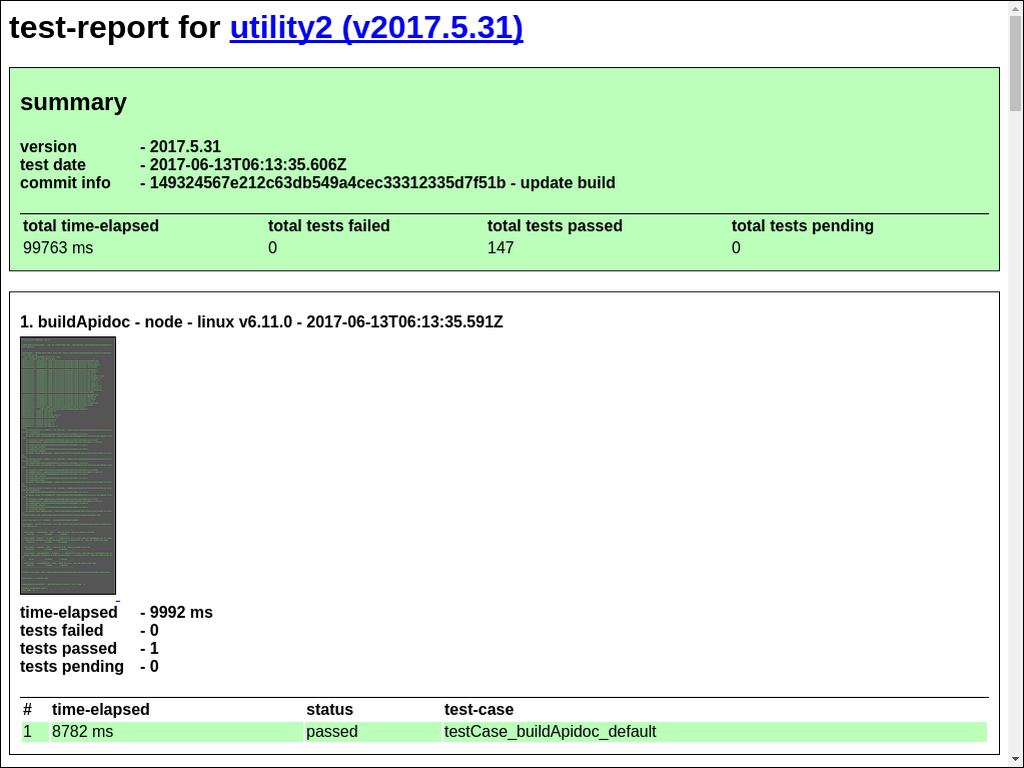 test-report for utility2 (v2017.5.31)
summary
version - 2017.5.31
test date - 2017-06-13T06:13:35.606Z
commit info - 149324567e212c63db549a4cec33312335d7f51b - update build
total time-elapsed total tests failed total tests passed total tests pending
99763 ms 0 147 0
1. buildApidoc - node - linux v6.11.0 - 2017-06-13T06:13:35.591Z
time-elapsed - 9992 ms
tests failed - 0
tests passed - 1
tests pending - 0
# time-elapsed status test-case
1 8782 ms passed testCase_buildApidoc_default